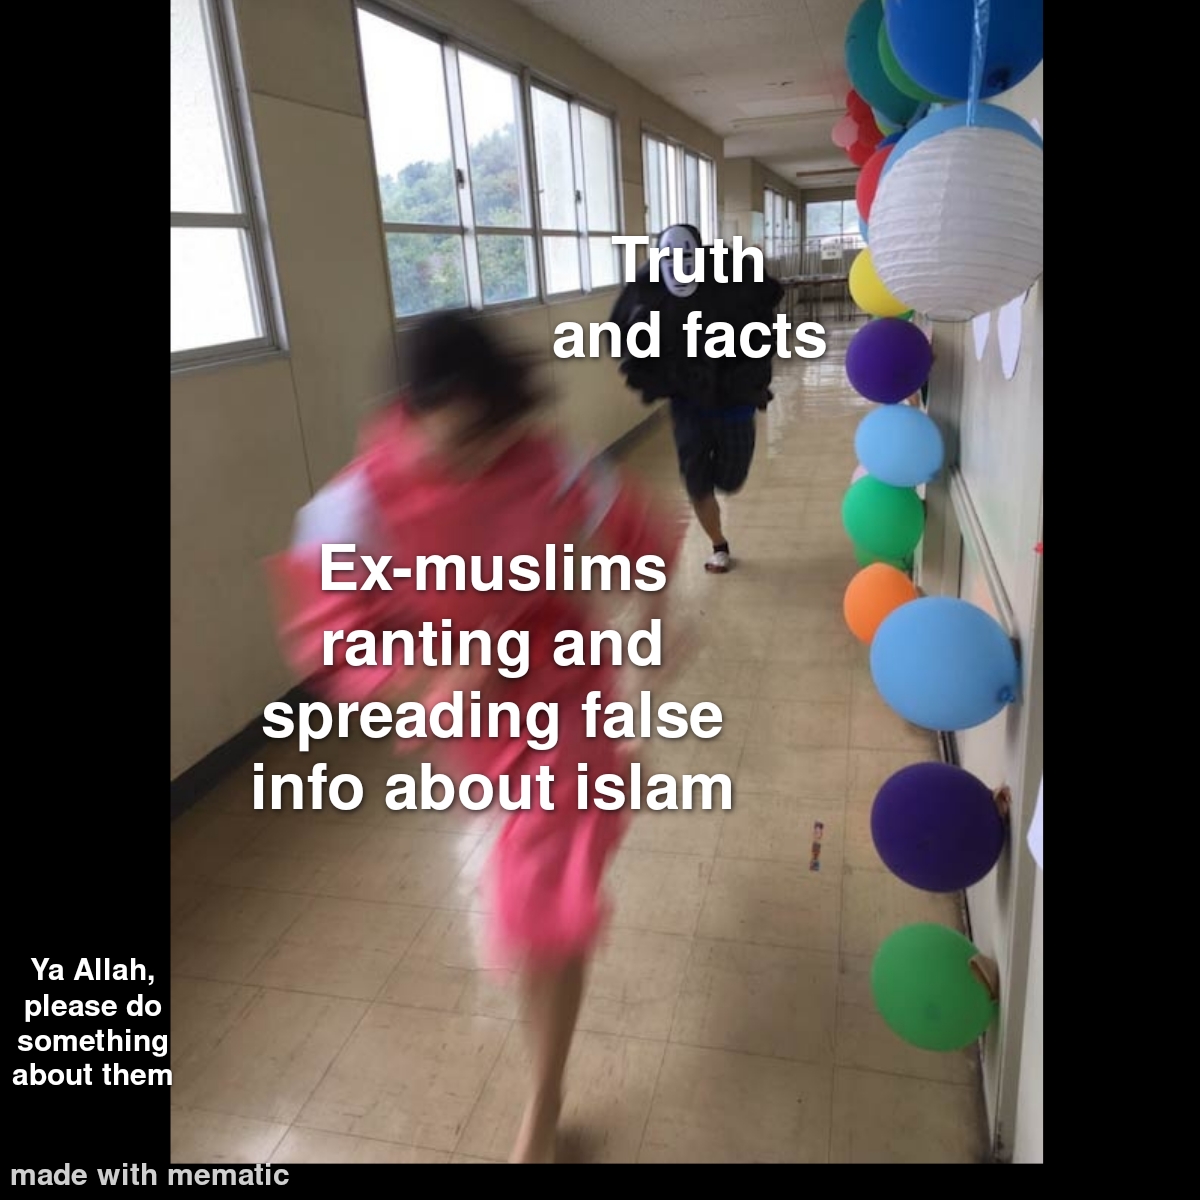 Truth
and facts
Ex-muslims
ranting and
spreading false
info about islam
Ya Allah,
please do
something
about them
made with mematic